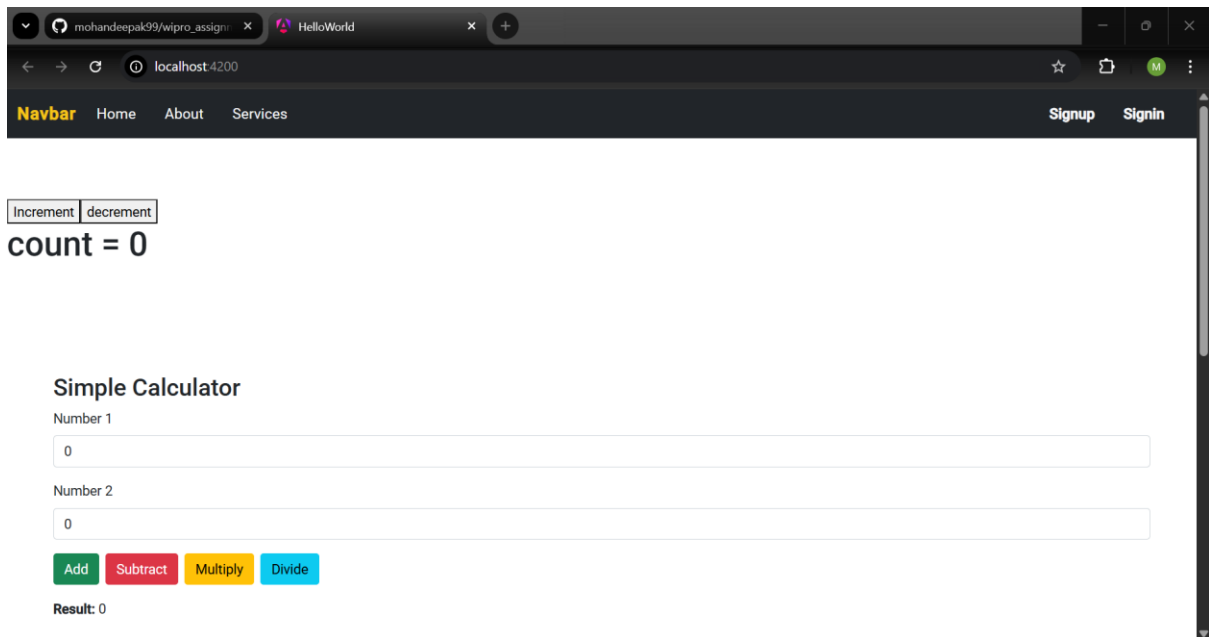 mohandeepak99/wipro_assign
HelloWorld
localhost:4200
M
Navbar Home About Services Signup Signin
Increment decrement
count = 0
Simple Calculator
Number 1
0
Number 2
0
Add Subtract Multiply Divide
Result: 0